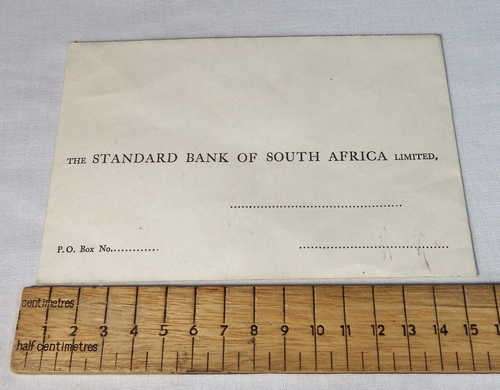 THE STANDARD BANK OF SOUTH AFRICA LIMITED,
P.O. Box No.............
centimetres
1 2 3 4 5 6 7 8 9 10 11 12 13 14 15
half centimetres